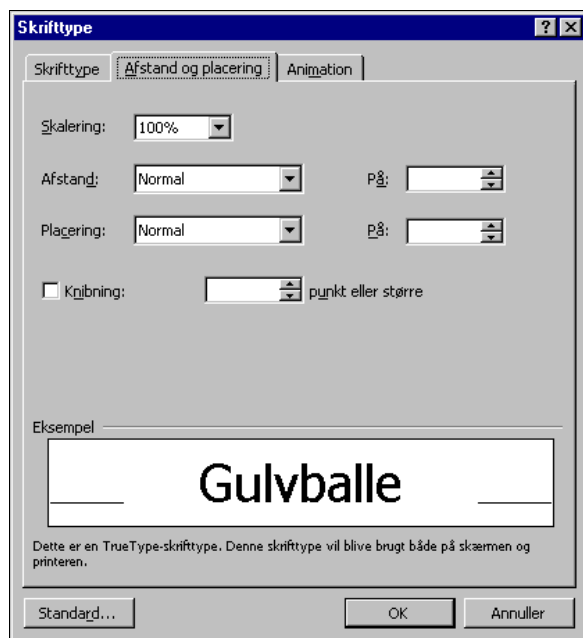 Skrifttype
Skrifttype Afstand og placering Animation
Skalering: 100%
Afstand: Normal På:
Placering: Normal På:
Knibning: punkt eller større
Eksempel
Gulvballe
Dette er en TrueType-skrifttype. Denne skrifttype vil blive brugt både på skærmen og
printeren.
Standard... OK Annuller